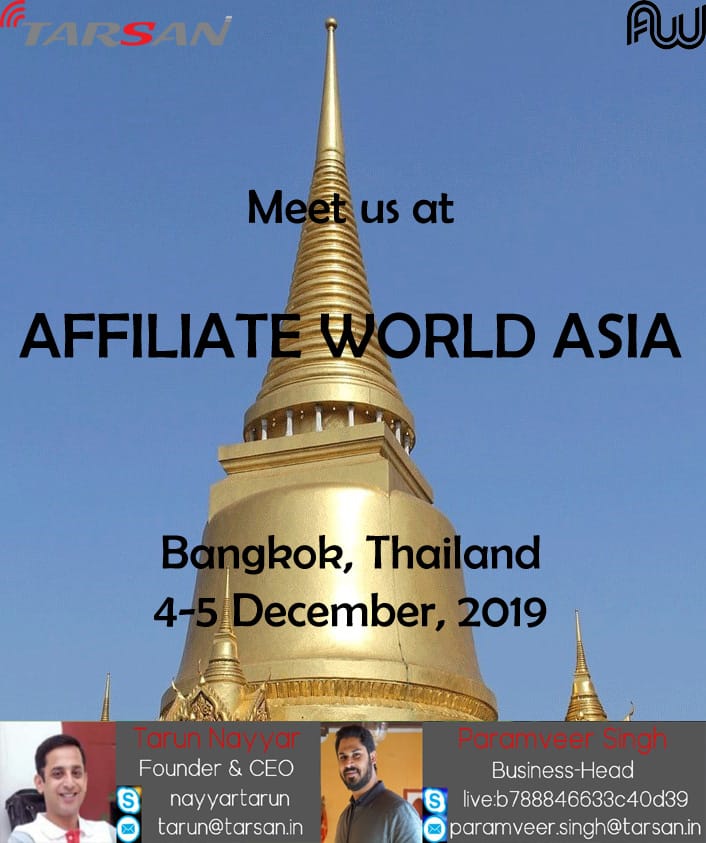 TARSAN
AW
Meet us at
AFFILIATE WORLD ASIA
Bangkok, Thailand
4-5 December, 2019
Tarun Nayyar
Founder & CEO
nayyartarun
tarun@tarsan.in
Paramveer Singh
Business-Head
live:b788846633c40d39
paramveer.singh@tarsan.in